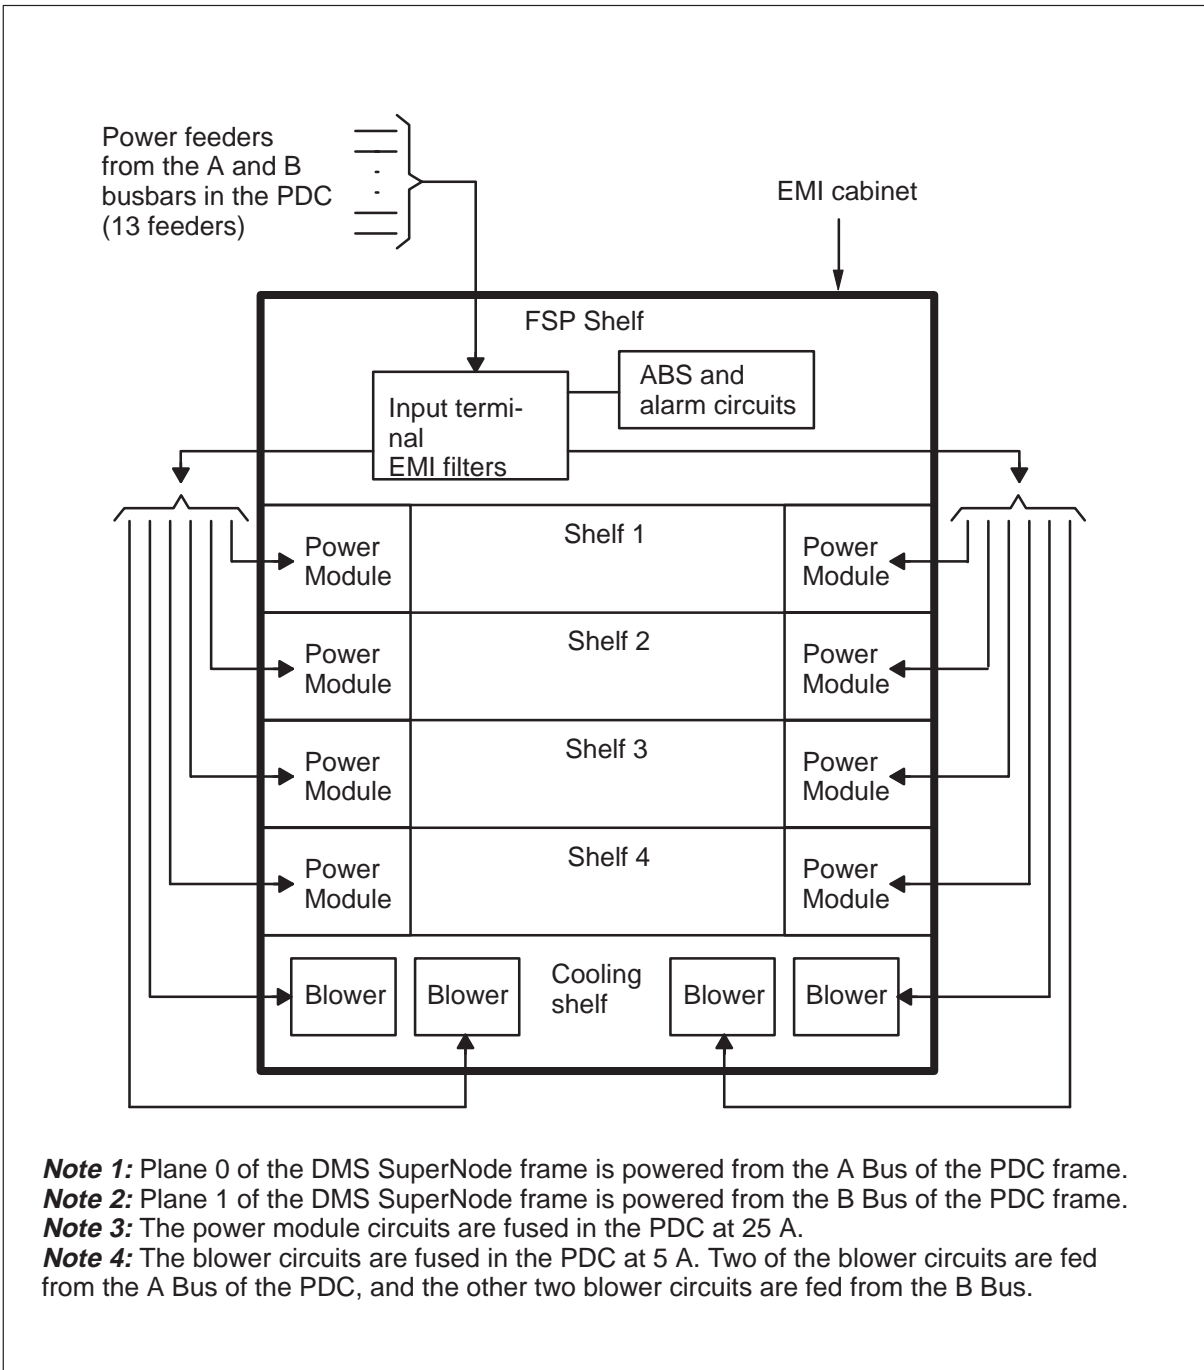 Power feeders
from the A and B
busbars in the PDC
(13 feeders)
EMI cabinet
FSP Shelf
ABS and
alarm circuits
Input termi-
nal
EMI filters
Power
Module
Shelf 1
Power
Module
Power
Module
Shelf 2
Power
Module
Power
Module
Shelf 3
Power
Module
Power
Module
Shelf 4
Power
Module
Blower
Blower
Cooling
shelf
Blower
Blower
Note 1: Plane 0 of the DMS SuperNode frame is powered from the A Bus of the PDC frame.
Note 2: Plane 1 of the DMS SuperNode frame is powered from the B Bus of the PDC frame.
Note 3: The power module circuits are fused in the PDC at 25 A.
Note 4: The blower circuits are fused in the PDC at 5 A. Two of the blower circuits are fed
from the A Bus of the PDC, and the other two blower circuits are fed from the B Bus.